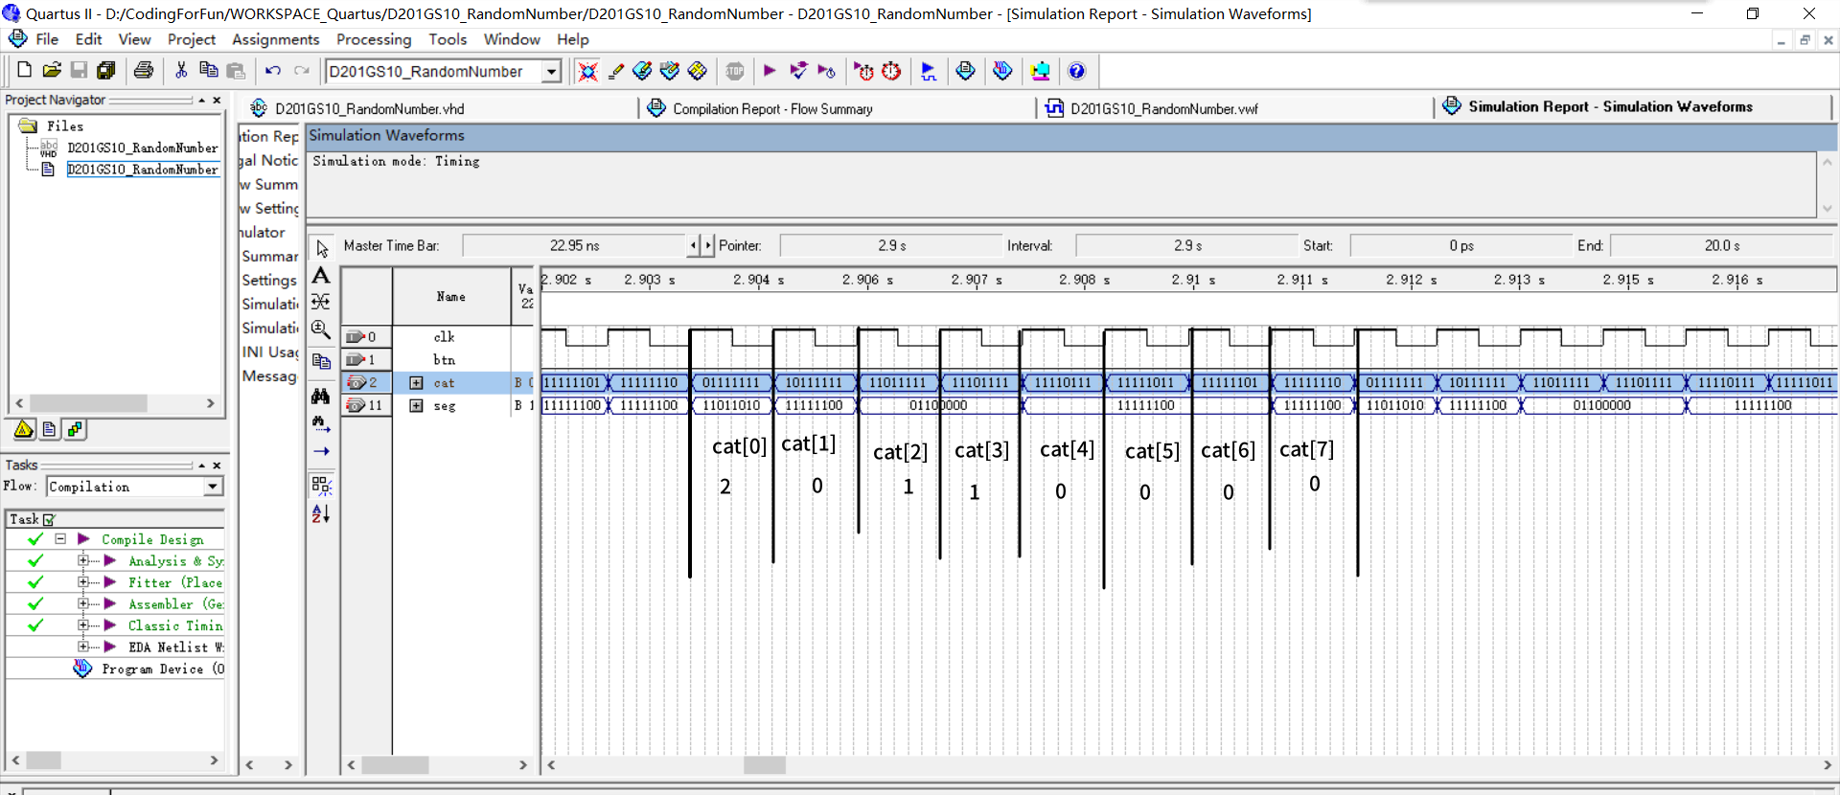 Quartus II - D:/CodingForFun/WORKSPACE_Quartus/D201GS10_RandomNumber/D201GS10_RandomNumber - D201GS10_RandomNumber - [Simulation Report - Simulation Waveforms]
File Edit View Project Assignments Processing Tools Window Help
D201GS10_RandomNumber
Project Navigator
D201GS10_RandomNumber.vhd Compilation Report - Flow Summary D201GS10_RandomNumber.vwf Simulation Report - Simulation Waveforms
Files
D201GS10_RandomNumber
D201GS10_RandomNumber
ation Rep
gal Notic
w Summ
w Setting
nulator
Summar
Settings
Simulati
Simulati
INI Usag
Messag
Simulation Waveforms
Simulation mode: Timing
Master Time Bar: 22.95 ns Pointer: 2.9 s Interval: 2.9 s Start: 0 ps End: 20.0 s
Name
Va
22
2.902 s 2.903 s 2.904 s 2.906 s 2.907 s 2.908 s 2.91 s 2.911 s 2.912 s 2.913 s 2.915 s 2.916 s
0 clk
1 btn
2 cat B 0 11111101 11111110 01111111 10111111 11011111 11101111 11110111 11111011 11111101 11111110 01111111 10111111 11011111 11101111 11110111 11111011
11 seg B 1 11111100 11111100 11011010 11111100 01100000 11111100 11111100 11011010 11111100 01100000 11111100
cat[0] cat[1] cat[2] cat[3] cat[4] cat[5] cat[6] cat[7]
2 0 1 1 0 0 0 0
Tasks
Flow: Compilation
Task
Compile Design
Analysis & Sy
Fitter (Place
Assembler (Ge
Classic Timin
EDA Netlist W
Program Device (O